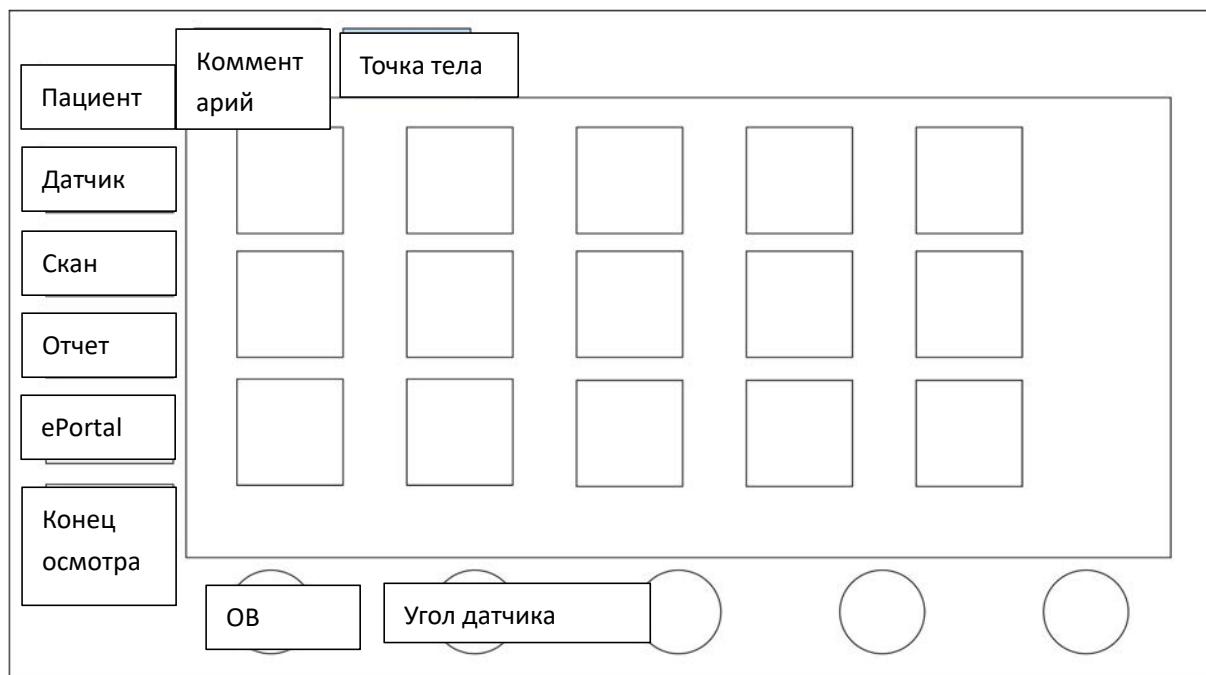 Коммент
арий
Точка тела
Пациент
Датчик
Скан
Отчет
ePortal
Конец
осмотра
ОВ
Угол датчика